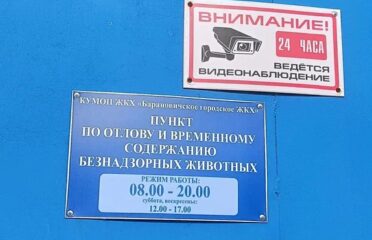 ВНИМАНИЕ!
24 ЧАСА
ВЕДЁТСЯ
ВИДЕОНАБЛЮДЕНИЕ
КУМОП ЖКХ «Барановичское городское ЖКХ»
ПУНКТ
ПО ОТЛОВУ И ВРЕМЕННОМУ
СОДЕРЖАНИЮ
БЕЗНАДЗОРНЫХ ЖИВОТНЫХ
РЕЖИМ РАБОТЫ:
08.00 - 20.00
суббота, воскресенье:
12.00 - 17.00